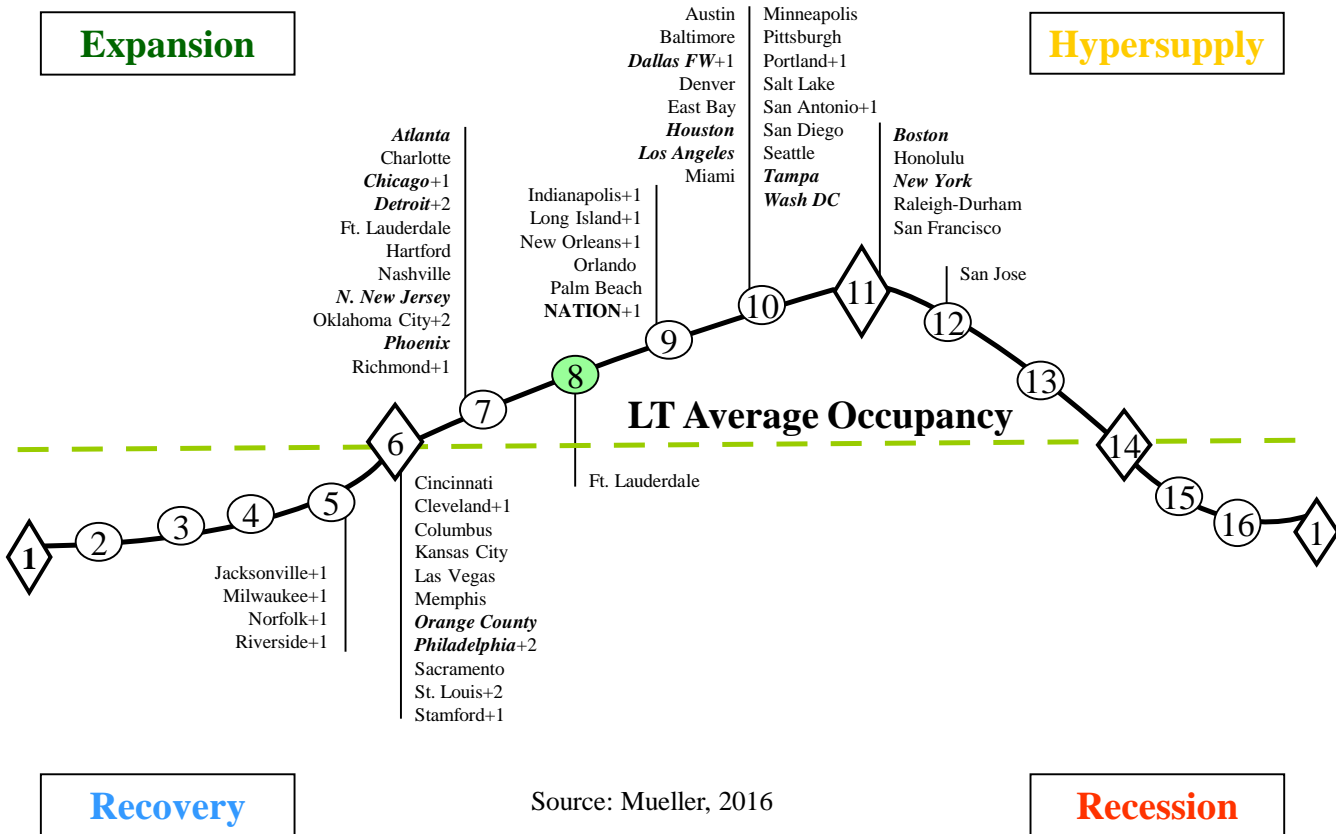 Expansion
Hypersupply
Austin
Baltimore
Dallas FW+1
Denver
East Bay
Houston
Los Angeles
Miami
Minneapolis
Pittsburgh
Portland+1
Salt Lake
San Antonio+1
San Diego
Seattle
Tampa
Wash DC
Atlanta
Charlotte
Chicago+1
Detroit+2
Ft. Lauderdale
Hartford
Nashville
N. New Jersey
Oklahoma City+2
Phoenix
Richmond+1
Indianapolis+1
Long Island+1
New Orleans+1
Orlando
Palm Beach
NATION+1
Boston
Honolulu
New York
Raleigh-Durham
San Francisco
San Jose
1
2
3
4
5
6
7
8
9
10
11
12
13
14
15
16
1
LT Average Occupancy
Ft. Lauderdale
Jacksonville+1
Milwaukee+1
Norfolk+1
Riverside+1
Cincinnati
Cleveland+1
Columbus
Kansas City
Las Vegas
Memphis
Orange County
Philadelphia+2
Sacramento
St. Louis+2
Stamford+1
Recovery
Source: Mueller, 2016
Recession